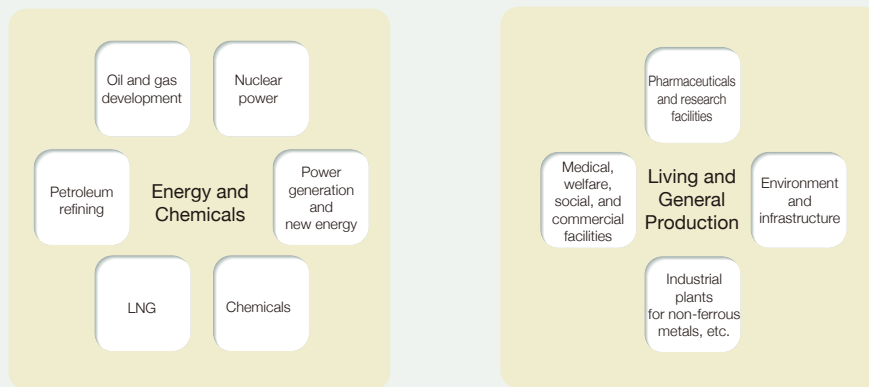 Oil and gas
development
Nuclear
power
Petroleum
refining
Energy and
Chemicals
Power
generation
and
new energy
LNG
Chemicals
Pharmaceuticals
and research
facilities
Medical,
welfare,
social, and
commercial
facilities
Living and
General
Production
Environment
and
infrastructure
Industrial
plants
for non-ferrous
metals, etc.